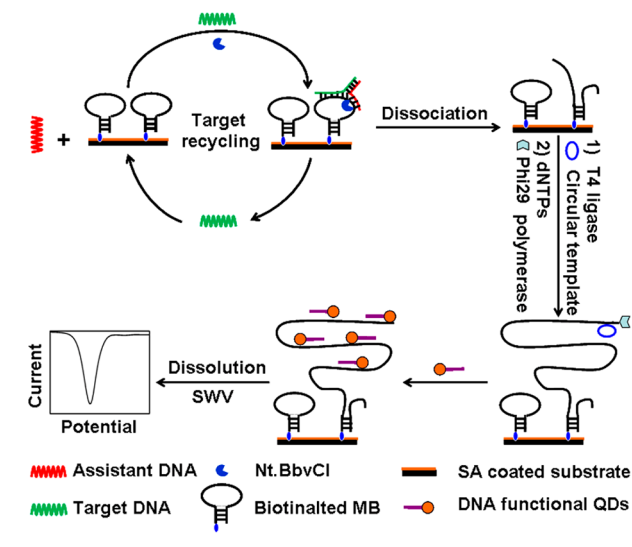 +
Target
recycling
Dissociation
1) T4 ligase
Circular template
2) dNTPs
Phi29 polymerase
Current
Potential
Dissolution
SWV
Assistant DNA
Nt.BbvCI
SA coated substrate
Target DNA
Biotinalted MB
DNA functional QDs